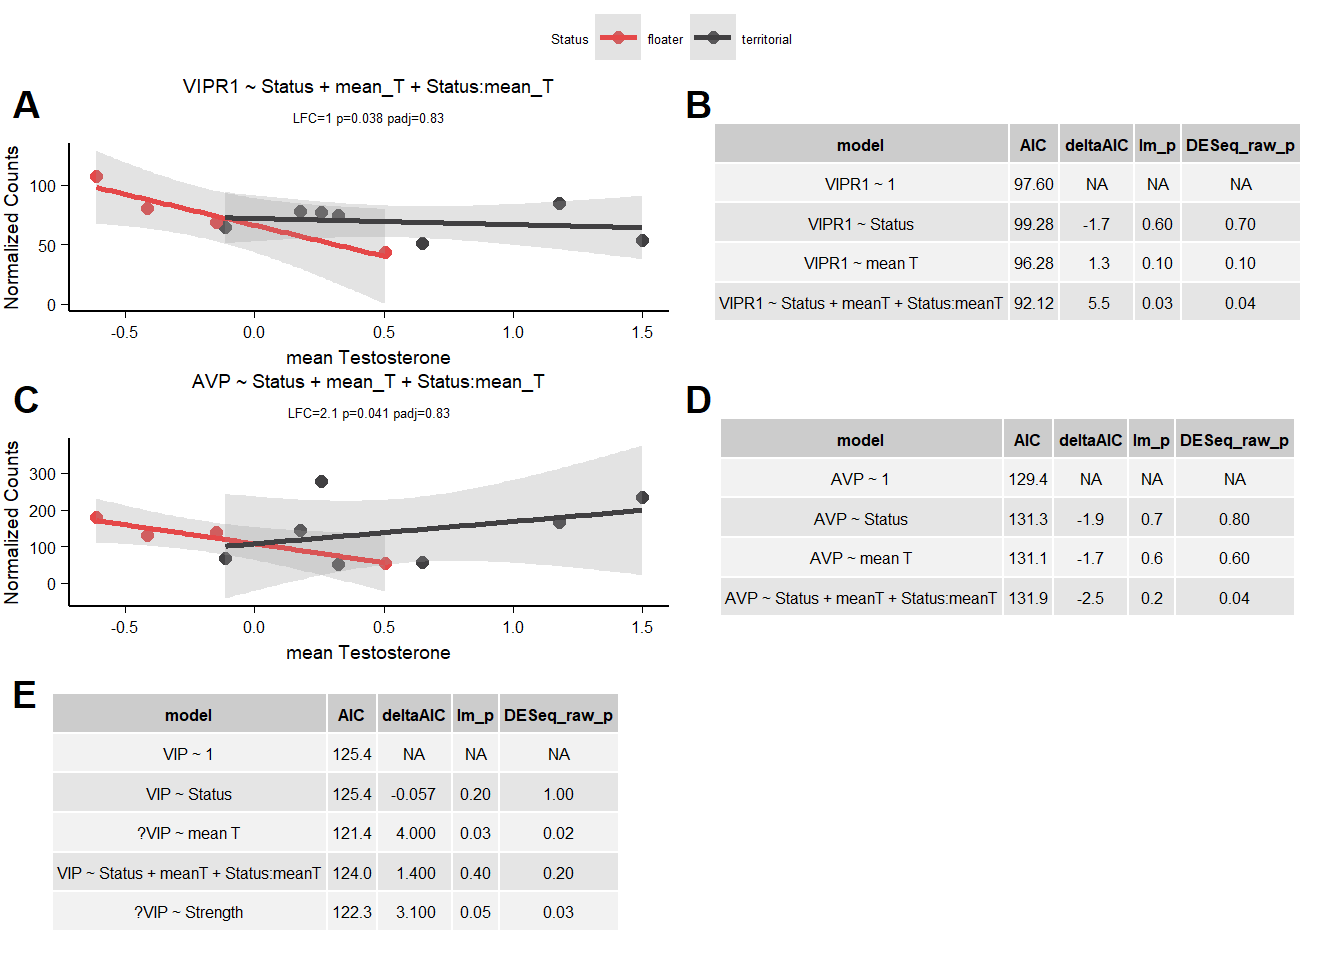 Status floater territorial
A
VIPR1 ~ Status + mean_T + Status:mean_T
LFC=1 p=0.038 padj=0.83
Normalized Counts
100
50
0
-0.5 0.0 0.5 1.0 1.5
mean Testosterone
B
model AIC deltaAIC lm_p DESeq_raw_p
VIPR1 ~ 1 97.60 NA NA NA
VIPR1 ~ Status 99.28 -1.7 0.60 0.70
VIPR1 ~ mean T 96.28 1.3 0.10 0.10
VIPR1 ~ Status + meanT + Status:meanT 92.12 5.5 0.03 0.04
C
AVP ~ Status + mean_T + Status:mean_T
LFC=2.1 p=0.041 padj=0.83
Normalized Counts
300
200
100
0
-0.5 0.0 0.5 1.0 1.5
mean Testosterone
D
model AIC deltaAIC lm_p DESeq_raw_p
AVP ~ 1 129.4 NA NA NA
AVP ~ Status 131.3 -1.9 0.7 0.80
AVP ~ mean T 131.1 -1.7 0.6 0.60
AVP ~ Status + meanT + Status:meanT 131.9 -2.5 0.2 0.04
E
model AIC deltaAIC lm_p DESeq_raw_p
VIP ~ 1 125.4 NA NA NA
VIP ~ Status 125.4 -0.057 0.20 1.00
?VIP ~ mean T 121.4 4.000 0.03 0.02
VIP ~ Status + meanT + Status:meanT 124.0 1.400 0.40 0.20
?VIP ~ Strength 122.3 3.100 0.05 0.03